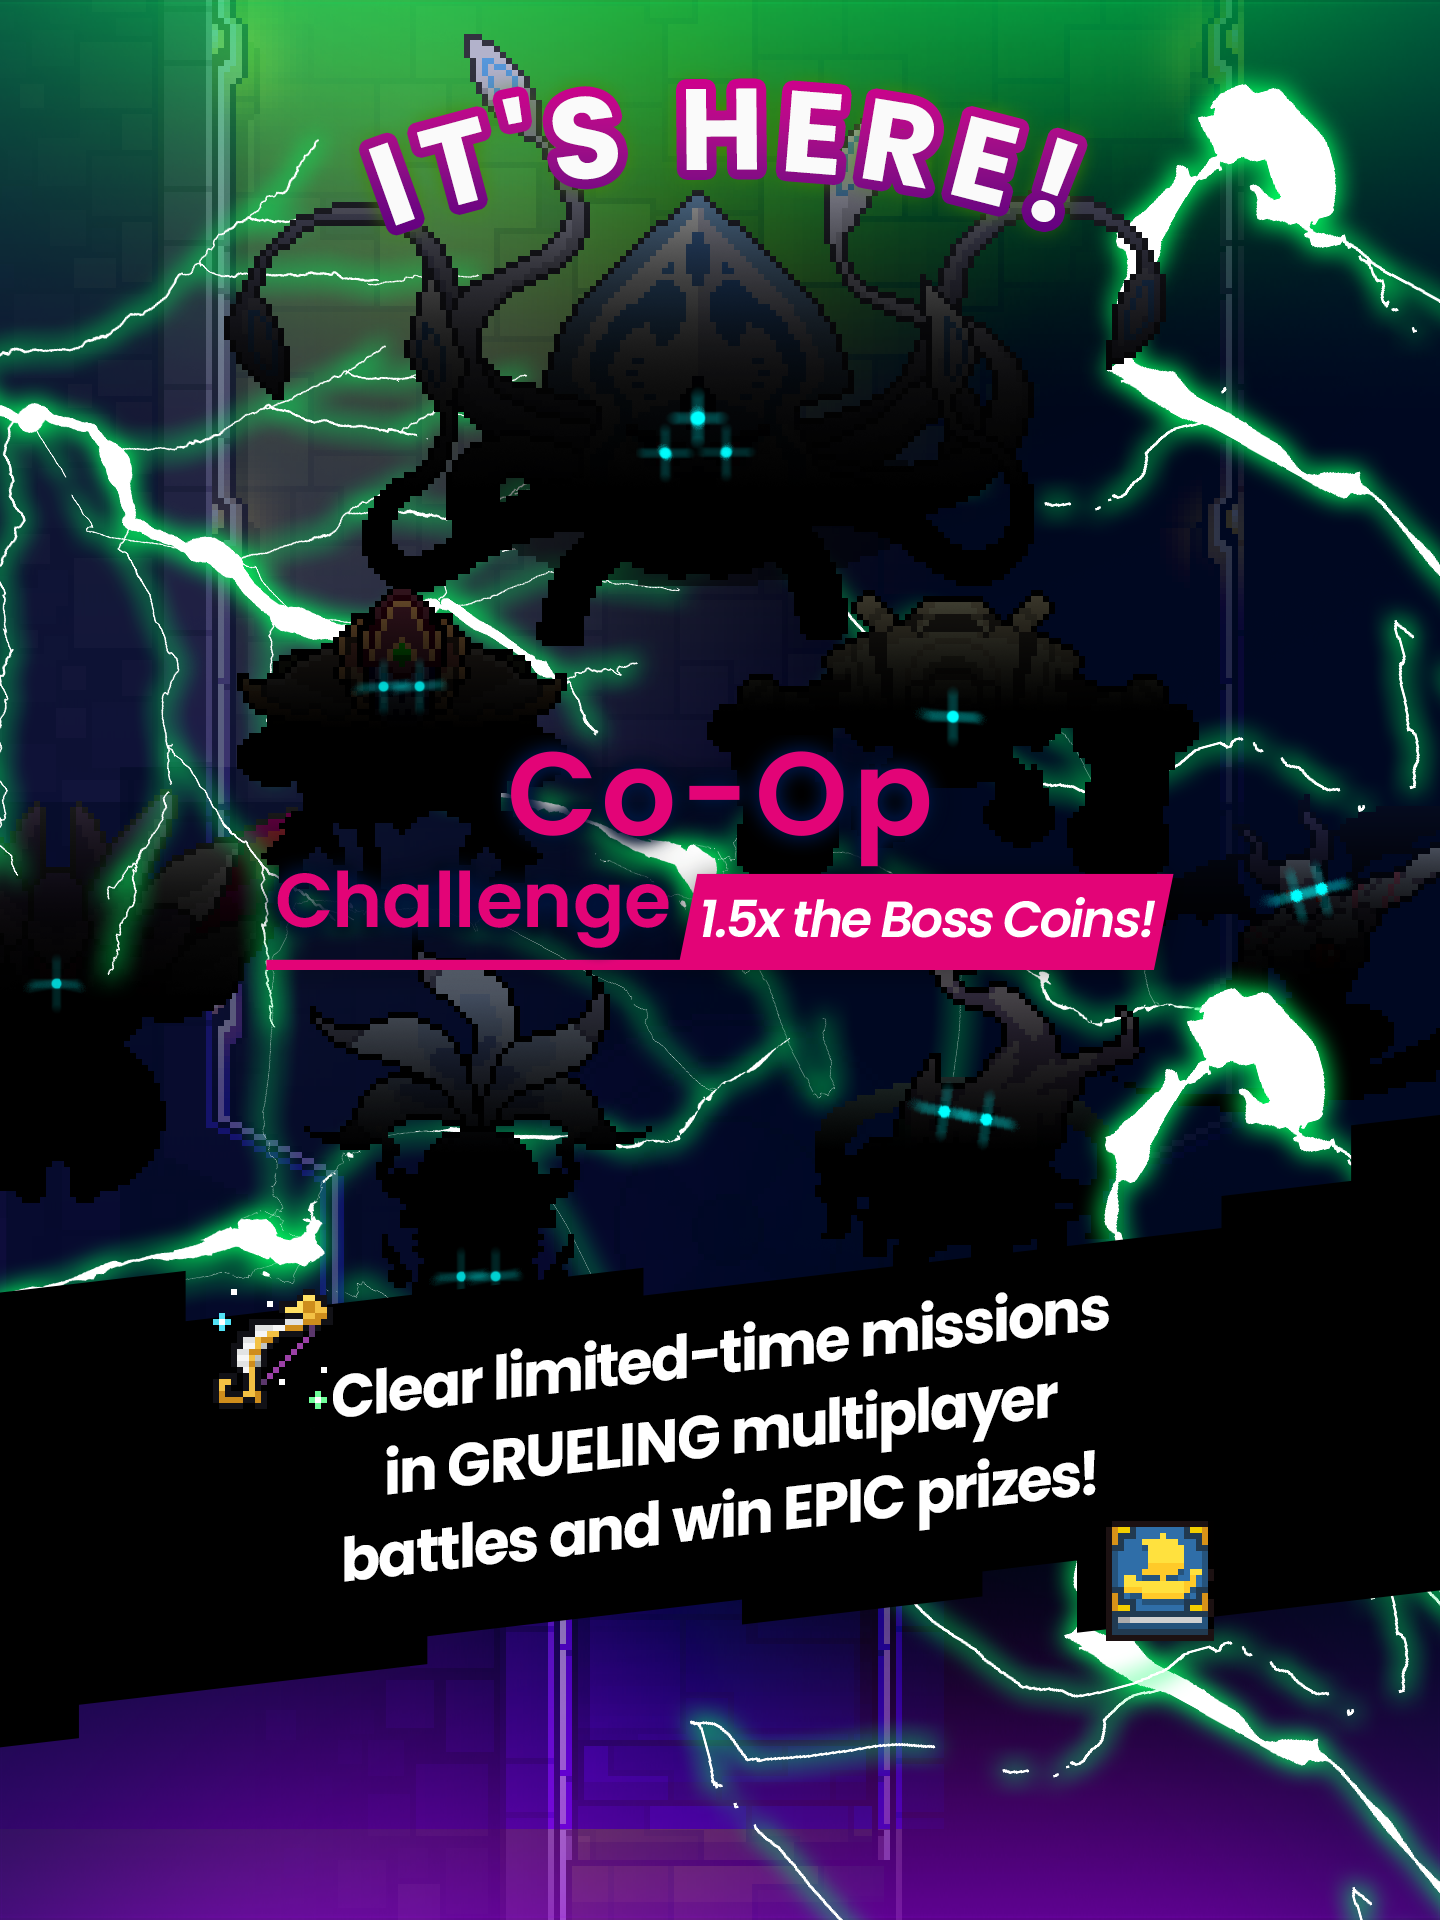 IT'S HERE!
Co-Op
Challenge 1.5x the Boss Coins!
Clear limited-time missions
in GRUELING multiplayer
battles and win EPIC prizes!